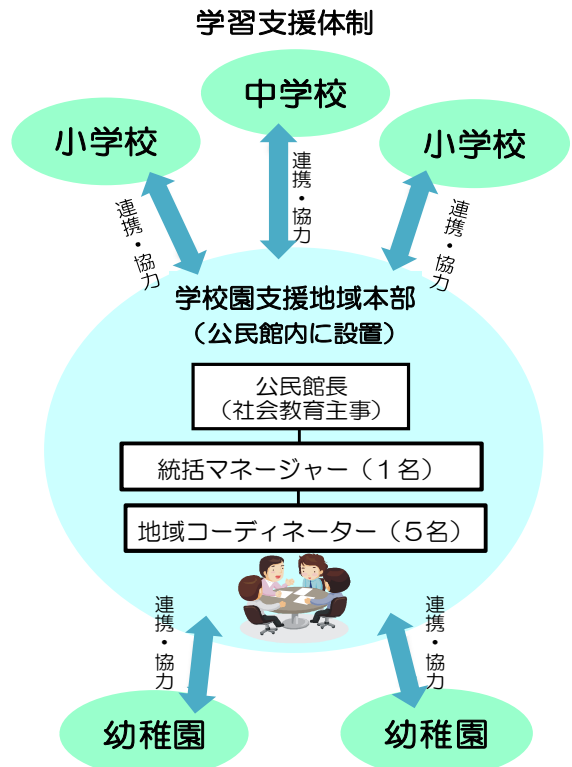 学習支援体制
中学校
小学校
小学校
連携・協力
連携・協力
連携・協力
学校園支援地域本部
（公民館内に設置）
公民館長
（社会教育主事）
統括マネージャー（１名）
地域コーディネーター（５名）
連携・協力
連携・協力
幼稚園
幼稚園